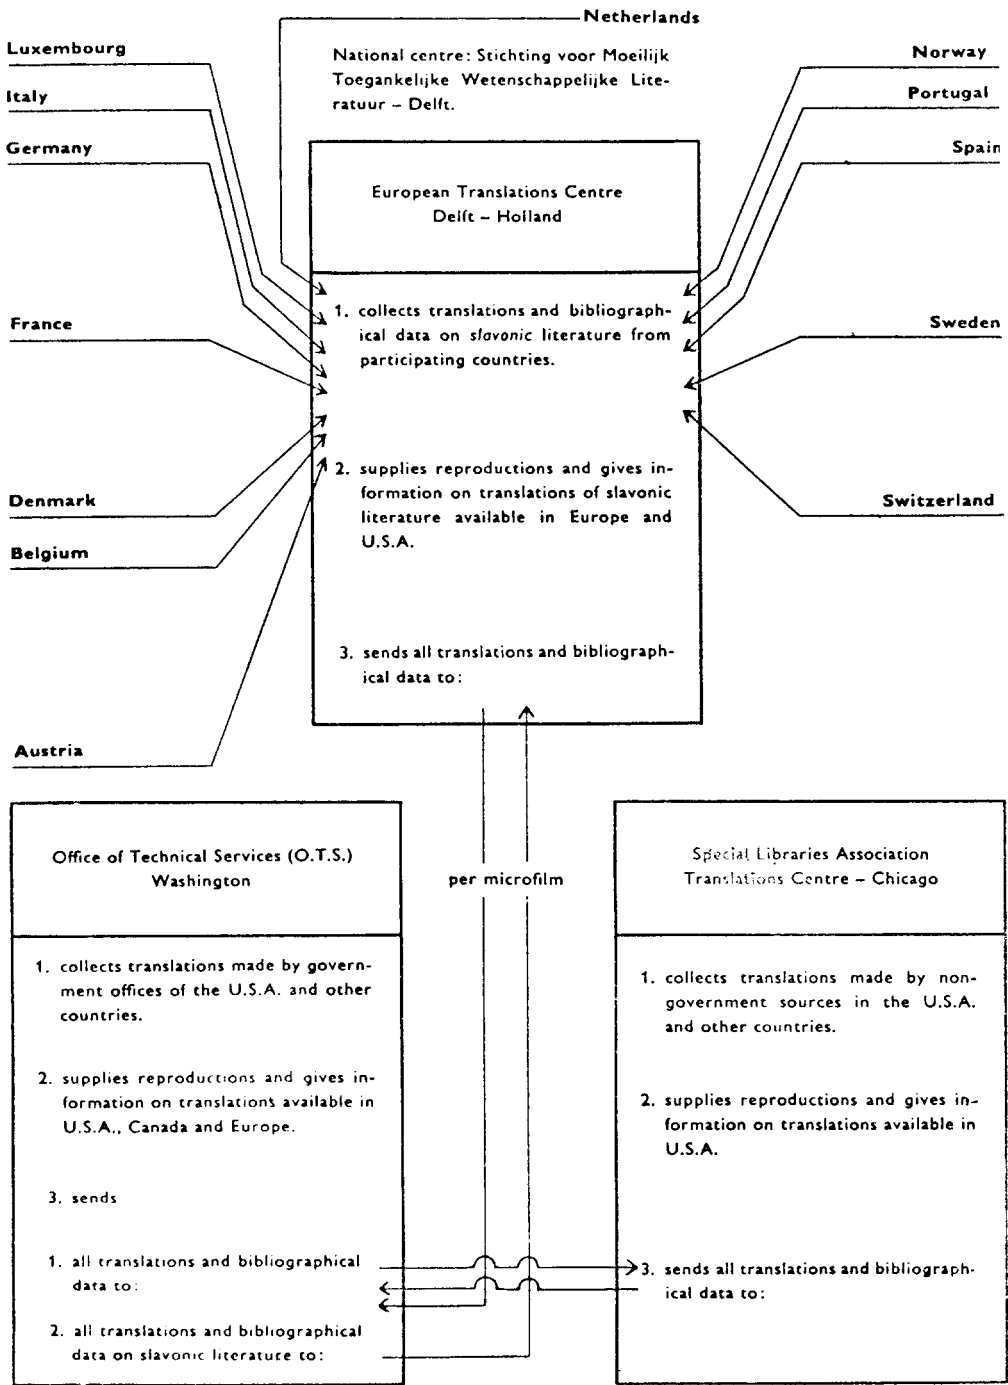 Netherlands
National centre: Stichting voor Moeilijk
Toegankelijke Wetenschappelijke Lite-
ratuur – Delft.
Luxembourg
Italy
Germany
France
Denmark
Belgium
Austria
Norway
Portugal
Spain
Sweden
Switzerland
European Translations Centre
Delft – Holland
1. collects translations and bibliograph-
ical data on slavonic literature from
participating countries.
2. supplies reproductions and gives in-
formation on translations of slavonic
literature available in Europe and
U.S.A.
3. sends all translations and bibliograph-
ical data to:
per microfilm
Office of Technical Services (O.T.S.)
Washington
1. collects translations made by govern-
ment offices of the U.S.A. and other
countries.
2. supplies reproductions and gives in-
formation on translations available in
U.S.A., Canada and Europe.
3. sends
1. all translations and bibliographical
data to:
2. all translations and bibliographical
data on slavonic literature to:
Special Libraries Association
Translations Centre – Chicago
1. collects translations made by non-
government sources in the U.S.A.
and other countries.
2. supplies reproductions and gives in-
formation on translations available in
U.S.A.
3. sends all translations and bibliograph-
ical data to: